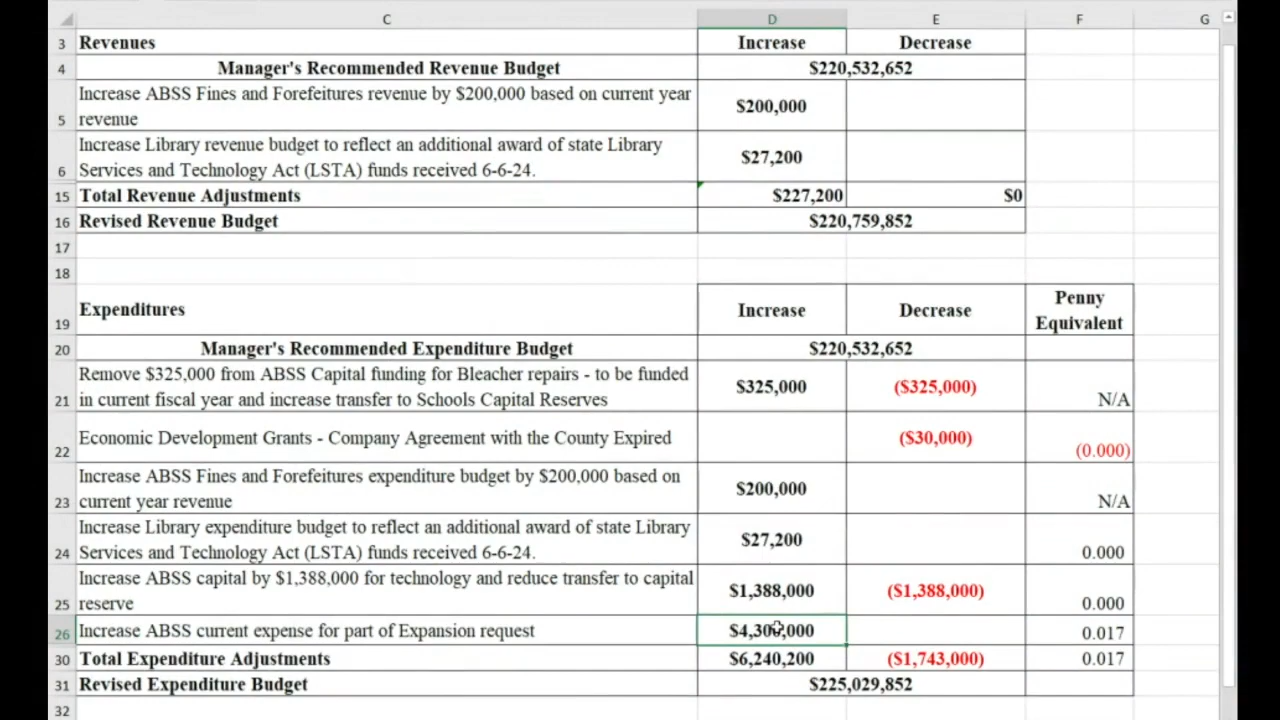 C D E F G
3 Revenues Increase Decrease
4 Manager's Recommended Revenue Budget $220,532,652
Increase ABSS Fines and Forefeitures revenue by $200,000 based on current year
5 revenue $200,000
Increase Library revenue budget to reflect an additional award of state Library
6 Services and Technology Act (LSTA) funds received 6-6-24. $27,200
15 Total Revenue Adjustments $227,200 $0
16 Revised Revenue Budget $220,759,852
17
18
19 Expenditures Increase Decrease Penny
Equivalent
20 Manager's Recommended Expenditure Budget $220,532,652
Remove $325,000 from ABSS Capital funding for Bleacher repairs - to be funded
21 in current fiscal year and increase transfer to Schools Capital Reserves $325,000 ($325,000) N/A
22 Economic Development Grants - Company Agreement with the County Expired ($30,000) (0.000)
Increase ABSS Fines and Forefeitures expenditure budget by $200,000 based on
23 current year revenue $200,000 N/A
Increase Library expenditure budget to reflect an additional award of state Library
24 Services and Technology Act (LSTA) funds received 6-6-24. $27,200 0.000
Increase ABSS capital by $1,388,000 for technology and reduce transfer to capital
25 reserve $1,388,000 ($1,388,000) 0.000
26 Increase ABSS current expense for part of Expansion request $4,300,000 0.017
30 Total Expenditure Adjustments $6,240,200 ($1,743,000) 0.017
31 Revised Expenditure Budget $225,029,852
32